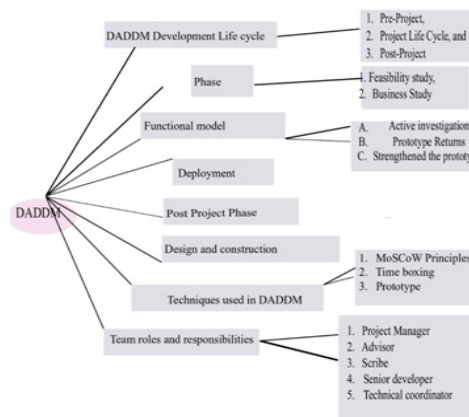 DADDM Development Life cycle
1. Pre-Project,
2. Project Life Cycle, and
3. Post-Project
Phase
1. Feasibility study,
2. Business Study
Functional model
A. Active investigation
B. Prototype Returns
C. Strengthened the prototy
Deployment
DADDM
Post Project Phase
Design and construction
Techniques used in DADDM
1. MoSCoW Principles
2. Time boxing
3. Prototype
Team roles and responsibilities
1. Project Manager
2. Advisor
3. Scribe
4. Senior developer
5. Technical coordinator